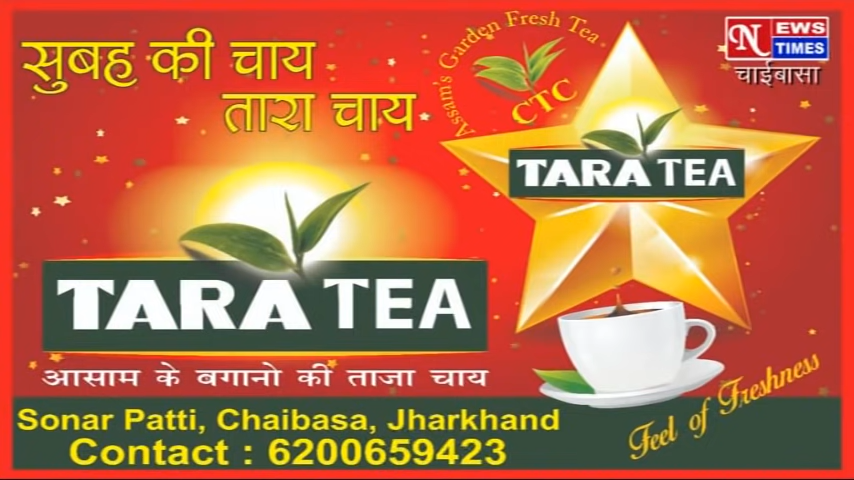 सुबह की चाय
तारा चाय
Assam's Garden Fresh Tea
CTC
NEWS
TIMES
चाईबासा
TARA TEA
TARA TEA
आसाम के बगानो की ताजा चाय
Feel of Freshness
Sonar Patti, Chaibasa, Jharkhand
Contact : 6200659423